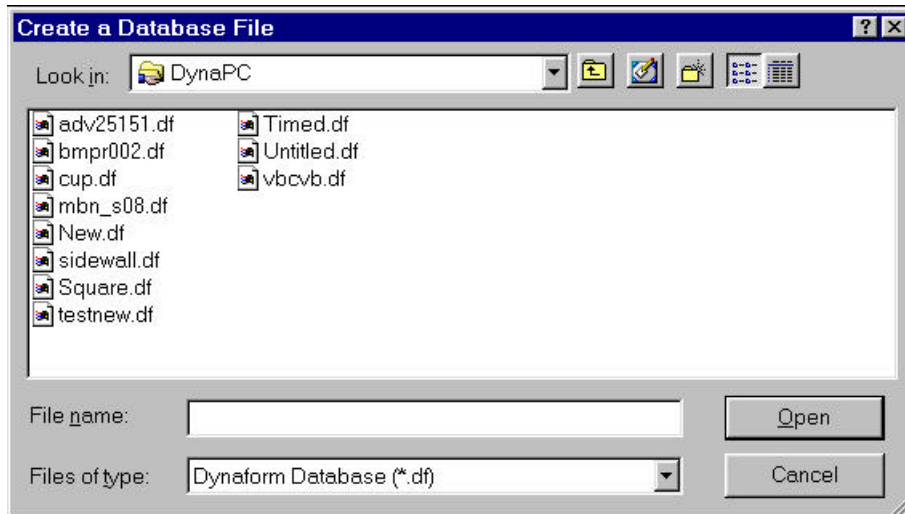 Create a Database File
Look in: DynaPC
adv25151.df
bmpr002.df
cup.df
mbn_s08.df
New.df
sidewall.df
Square.df
testnew.df
Timed.df
Untitled.df
vbcvb.df
File name:
Open
Files of type: Dynaform Database (*.df)
Cancel